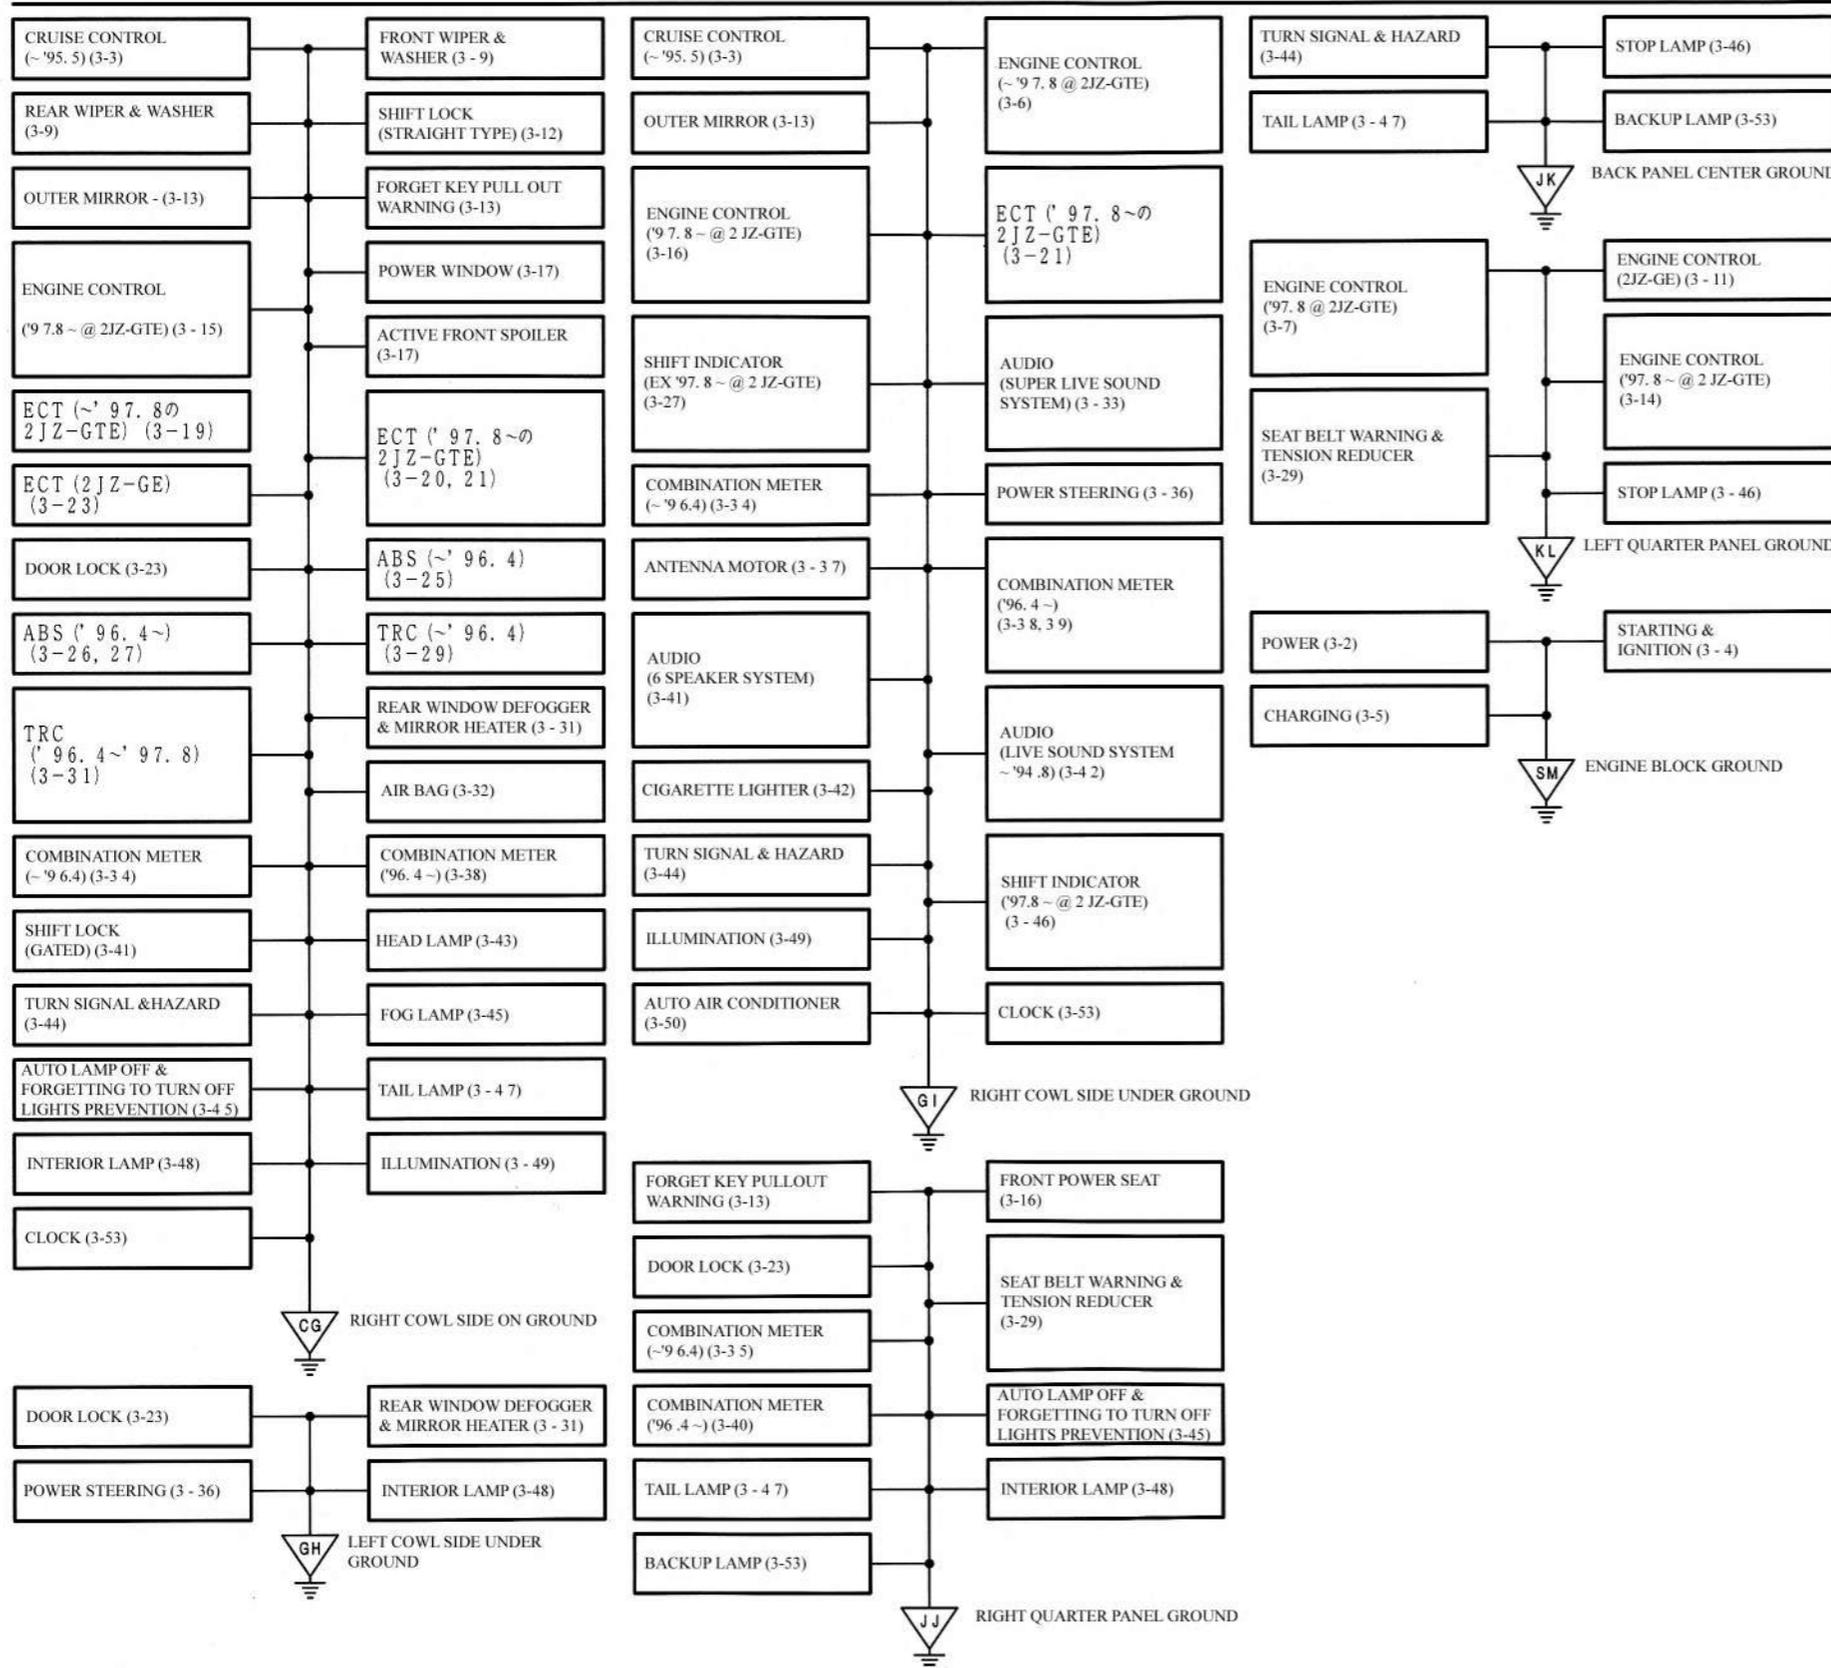 CRUISE CONTROL
(~ '95. 5) (3-3)
REAR WIPER & WASHER
(3-9)
OUTER MIRROR - (3-13)
ENGINE CONTROL
('9 7.8 ~ @ 2JZ-GTE) (3 - 15)
ECT (~' 97. 8の
2JZ-GTE) (3-19)
ECT (2JZ-GE)
(3-23)
DOOR LOCK (3-23)
ABS (' 96. 4~)
(3-26, 27)
TRC
(' 96. 4~' 97. 8)
(3-31)
COMBINATION METER
(~ '9 6.4) (3-3 4)
SHIFT LOCK
(GATED) (3-41)
TURN SIGNAL &HAZARD
(3-44)
AUTO LAMP OFF &
FORGETTING TO TURN OFF
LIGHTS PREVENTION (3-4 5)
INTERIOR LAMP (3-48)
CLOCK (3-53)
FRONT WIPER &
WASHER (3 - 9)
SHIFT LOCK
(STRAIGHT TYPE) (3-12)
FORGET KEY PULL OUT
WARNING (3-13)
POWER WINDOW (3-17)
ACTIVE FRONT SPOILER
(3-17)
ECT (' 97. 8~の
2JZ-GTE)
(3-20, 21)
ABS (~' 96. 4)
(3-25)
TRC (~' 96. 4)
(3-29)
REAR WINDOW DEFOGGER
& MIRROR HEATER (3 - 31)
AIR BAG (3-32)
COMBINATION METER
('96. 4 ~) (3-38)
HEAD LAMP (3-43)
FOG LAMP (3-45)
TAIL LAMP (3 - 4 7)
ILLUMINATION (3 - 49)
CG
RIGHT COWL SIDE ON GROUND
DOOR LOCK (3-23)
POWER STEERING (3 - 36)
REAR WINDOW DEFOGGER
& MIRROR HEATER (3 - 31)
INTERIOR LAMP (3-48)
GH
LEFT COWL SIDE UNDER
GROUND
CRUISE CONTROL
(~ '95. 5) (3-3)
OUTER MIRROR (3-13)
ENGINE CONTROL
('9 7. 8 ~ @ 2 JZ-GTE)
(3-16)
SHIFT INDICATOR
(EX '97. 8 ~ @ 2 JZ-GTE)
(3-27)
COMBINATION METER
(~ '9 6.4) (3-3 4)
ANTENNA MOTOR (3 - 3 7)
AUDIO
(6 SPEAKER SYSTEM)
(3-41)
CIGARETTE LIGHTER (3-42)
TURN SIGNAL & HAZARD
(3-44)
ILLUMINATION (3-49)
AUTO AIR CONDITIONER
(3-50)
ENGINE CONTROL
(~ '9 7. 8 @ 2JZ-GTE)
(3-6)
ECT (' 97. 8~の
2JZ-GTE)
(3-21)
AUDIO
(SUPER LIVE SOUND
SYSTEM) (3 - 33)
POWER STEERING (3 - 36)
COMBINATION METER
('96. 4 ~)
(3-3 8, 3 9)
AUDIO
(LIVE SOUND SYSTEM
~ '94 .8) (3-4 2)
SHIFT INDICATOR
('97.8 ~ @ 2 JZ-GTE)
(3 - 46)
CLOCK (3-53)
GI
RIGHT COWL SIDE UNDER GROUND
FORGET KEY PULLOUT
WARNING (3-13)
DOOR LOCK (3-23)
COMBINATION METER
(~'9 6.4) (3-3 5)
COMBINATION METER
('96 .4 ~) (3-40)
TAIL LAMP (3 - 4 7)
BACKUP LAMP (3-53)
FRONT POWER SEAT
(3-16)
SEAT BELT WARNING &
TENSION REDUCER
(3-29)
AUTO LAMP OFF &
FORGETTING TO TURN OFF
LIGHTS PREVENTION (3-45)
INTERIOR LAMP (3-48)
JJ
RIGHT QUARTER PANEL GROUND
TURN SIGNAL & HAZARD
(3-44)
TAIL LAMP (3 - 4 7)
STOP LAMP (3-46)
BACKUP LAMP (3-53)
JK
BACK PANEL CENTER GROUND
ENGINE CONTROL
('97. 8 @ 2JZ-GTE)
(3-7)
SEAT BELT WARNING &
TENSION REDUCER
(3-29)
ENGINE CONTROL
(2JZ-GE) (3 - 11)
ENGINE CONTROL
('97. 8 ~ @ 2 JZ-GTE)
(3-14)
STOP LAMP (3 - 46)
KL
LEFT QUARTER PANEL GROUND
POWER (3-2)
CHARGING (3-5)
STARTING &
IGNITION (3 - 4)
SM
ENGINE BLOCK GROUND